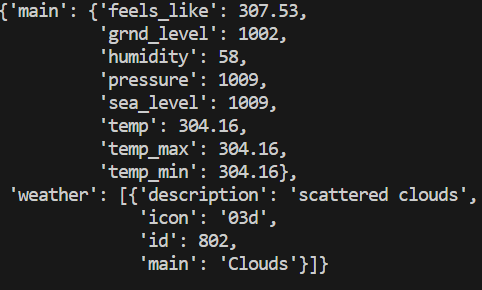 {'main': {'feels_like': 307.53,
'grnd_level': 1002,
'humidity': 58,
'pressure': 1009,
'sea_level': 1009,
'temp': 304.16,
'temp_max': 304.16,
'temp_min': 304.16},
'weather': [{'description': 'scattered clouds',
'icon': '03d',
'id': 802,
'main': 'Clouds'}]}